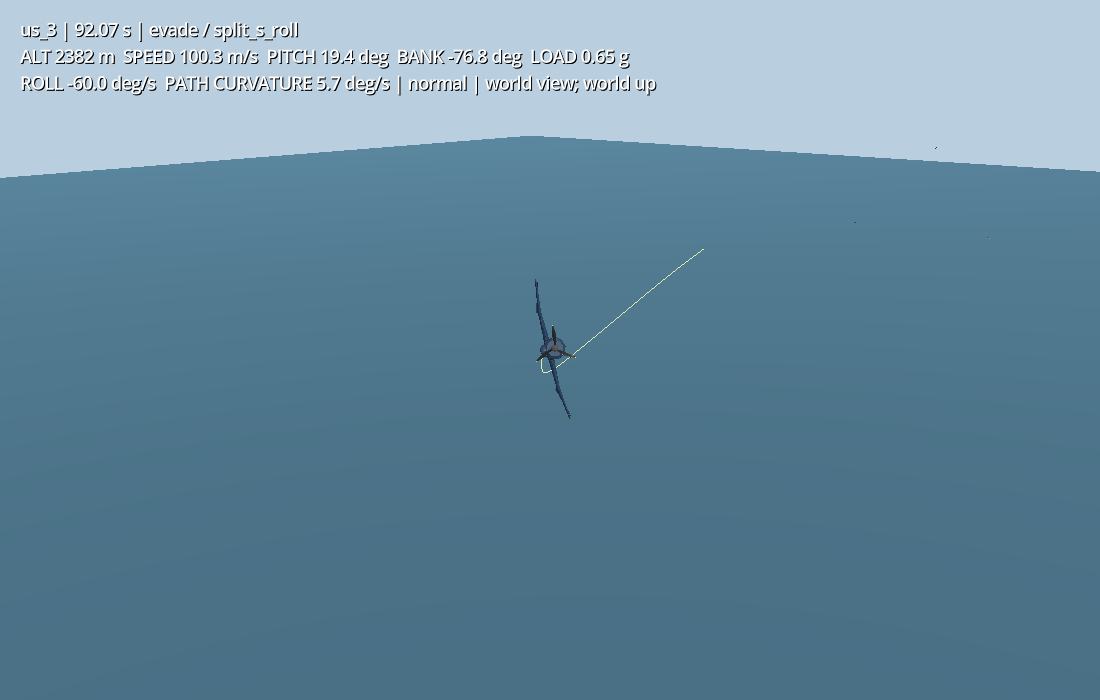 us_3 | 92.07 s | evade / split_s_roll
ALT 2382 m  SPEED 100.3 m/s  PITCH 19.4 deg  BANK -76.8 deg  LOAD 0.65 g
ROLL -60.0 deg/s  PATH CURVATURE 5.7 deg/s | normal | world view; world up